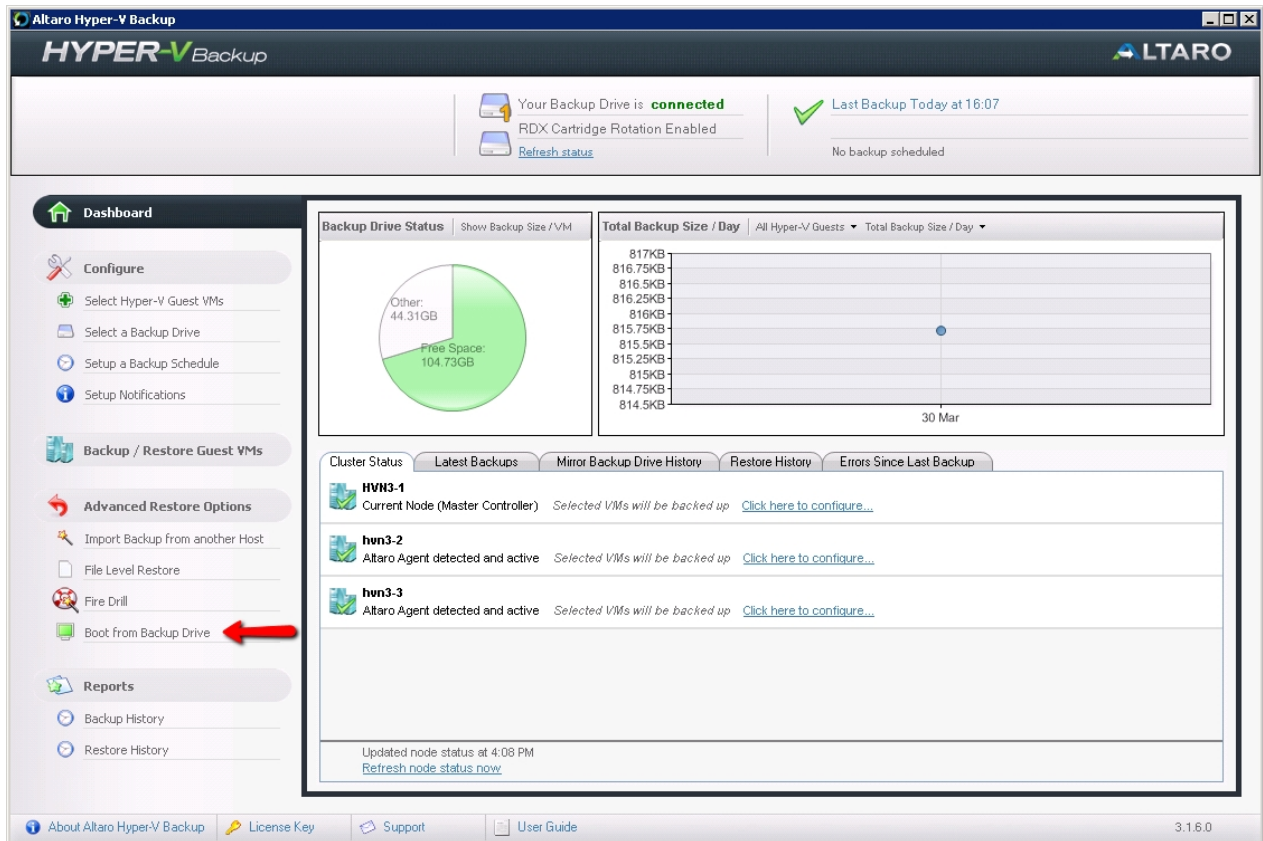 Altaro Hyper-V Backup
HYPER-V Backup
ALTARO
Your Backup Drive is connected
RDX Cartridge Rotation Enabled
Refresh status
Last Backup Today at 16:07
No backup scheduled
Dashboard
Configure
Select Hyper-V Guest VMs
Select a Backup Drive
Setup a Backup Schedule
Setup Notifications
Backup / Restore Guest VMs
Advanced Restore Options
Import Backup from another Host
File Level Restore
Fire Drill
Boot from Backup Drive
Reports
Backup History
Restore History
Backup Drive Status
Show Backup Size / VM
Other:
44.31GB
Free Space:
104.73GB
Total Backup Size / Day
All Hyper-V Guests
Total Backup Size / Day
817KB
816.75KB
816.5KB
816.25KB
816KB
815.75KB
815.5KB
815.25KB
815KB
814.75KB
814.5KB
30 Mar
Cluster Status
Latest Backups
Mirror Backup Drive History
Restore History
Errors Since Last Backup
HVN3-1
Current Node (Master Controller) Selected VMs will be backed up Click here to configure...
hvn3-2
Altaro Agent detected and active Selected VMs will be backed up Click here to configure...
hvn3-3
Altaro Agent detected and active Selected VMs will be backed up Click here to configure...
Updated node status at 4:08 PM
Refresh node status now
About Altaro Hyper-V Backup
License Key
Support
User Guide
3.1.6.0